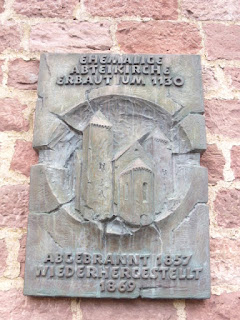 EHEMALIGE
ABTEIKIRCHE
ERBAUT UM 1130
ABGEBRANNT 1857
WIEDERHERGESTELLT
1869